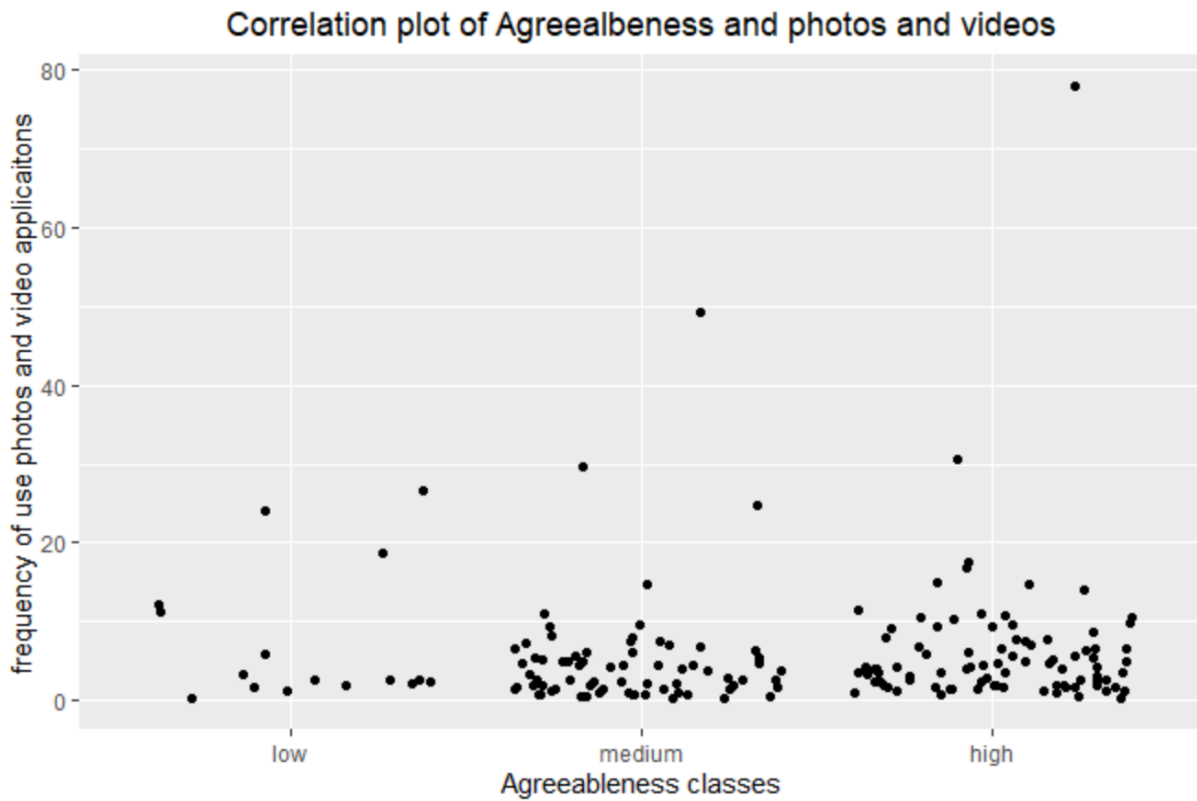 Correlation plot of Agreealbeness and photos and videos
frequency of use photos and video applicaitons
80
60
40
20
0
low medium high
Agreeableness classes